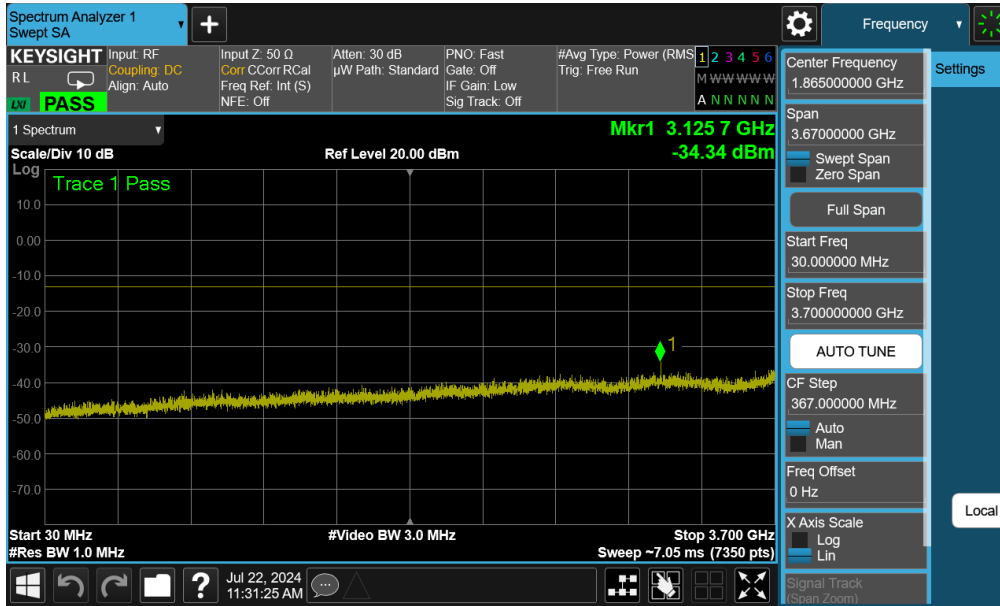 Spectrum Analyzer 1
Swept SA
Frequency
KEYSIGHT
R L
LXI PASS
Input: RF
Coupling: DC
Align: Auto
Input Z: 50 Ω
Corr CCorr RCal
Freq Ref: Int (S)
NFE: Off
Atten: 30 dB
µW Path: Standard
PNO: Fast
Gate: Off
IF Gain: Low
Sig Track: Off
#Avg Type: Power (RMS
Trig: Free Run
1 2 3 4 5 6
M W W W W W
A N N N N N
1 Spectrum
Mkr1 3.125 7 GHz
-34.34 dBm
Scale/Div 10 dB
Ref Level 20.00 dBm
Log
Trace 1 Pass
10.0
0.00
-10.0
-20.0
-30.0
-40.0
-50.0
-60.0
-70.0
1
Start 30 MHz
#Video BW 3.0 MHz
Stop 3.700 GHz
#Res BW 1.0 MHz
Sweep ~7.05 ms (7350 pts)
Jul 22, 2024
11:31:25 AM
?
Center Frequency
1.865000000 GHz
Span
3.67000000 GHz
Swept Span
Zero Span
Full Span
Start Freq
30.000000 MHz
Stop Freq
3.700000000 GHz
AUTO TUNE
CF Step
367.000000 MHz
Auto
Man
Freq Offset
0 Hz
X Axis Scale
Log
Lin
Signal Track
(Span Zoom)
Settings
Local